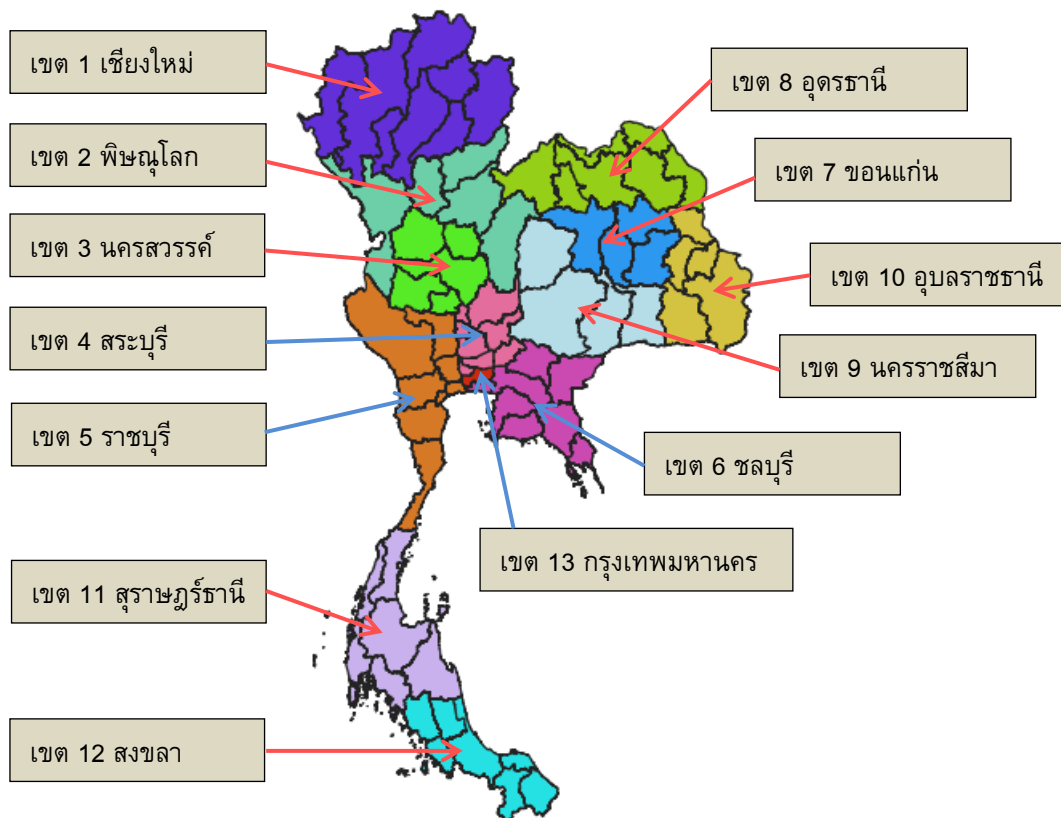 เขต 1 เชียงใหม่
เขต 8 อุดรธานี
เขต 2 พิษณุโลก
เขต 7 ขอนแก่น
เขต 3 นครสวรรค์
เขต 10 อุบลราชธานี
เขต 4 สระบุรี
เขต 9 นครราชสีมา
เขต 5 ราชบุรี
เขต 6 ชลบุรี
เขต 13 กรุงเทพมหานคร
เขต 11 สุราษฎร์ธานี
เขต 12 สงขลา